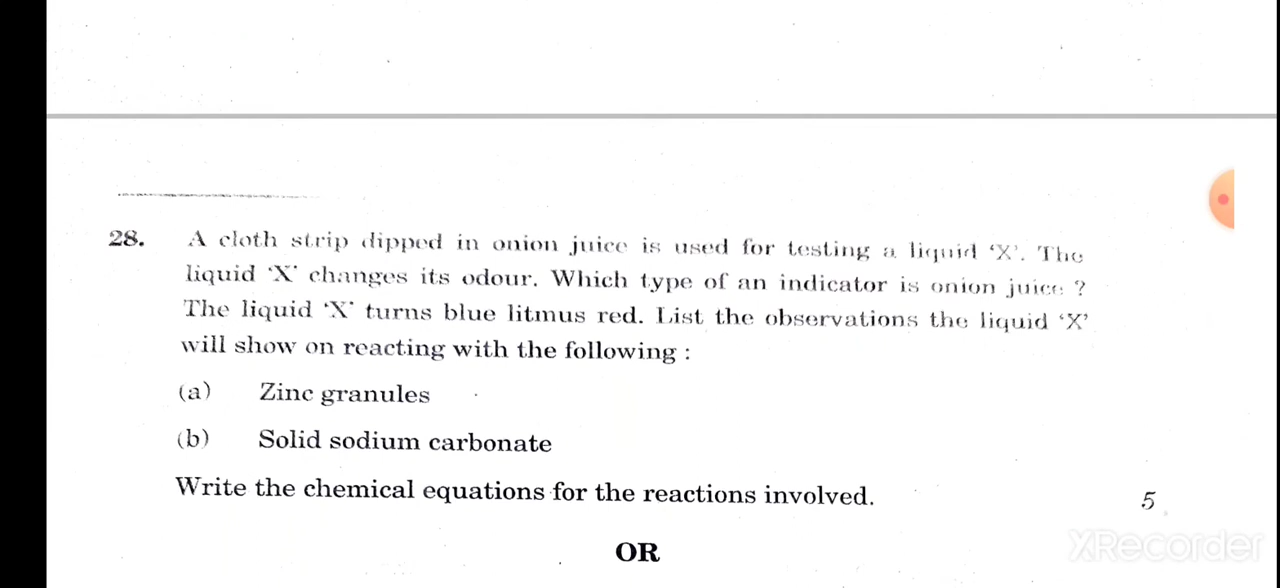 28. A cloth strip dipped in onion juice is used for testing a liquid ‘X’. The
liquid ‘X’ changes its odour. Which type of an indicator is onion juice ?
The liquid ‘X’ turns blue litmus red. List the observations the liquid ‘X’
will show on reacting with the following :
(a) Zinc granules
(b) Solid sodium carbonate
Write the chemical equations for the reactions involved. 5
OR
XRecorder